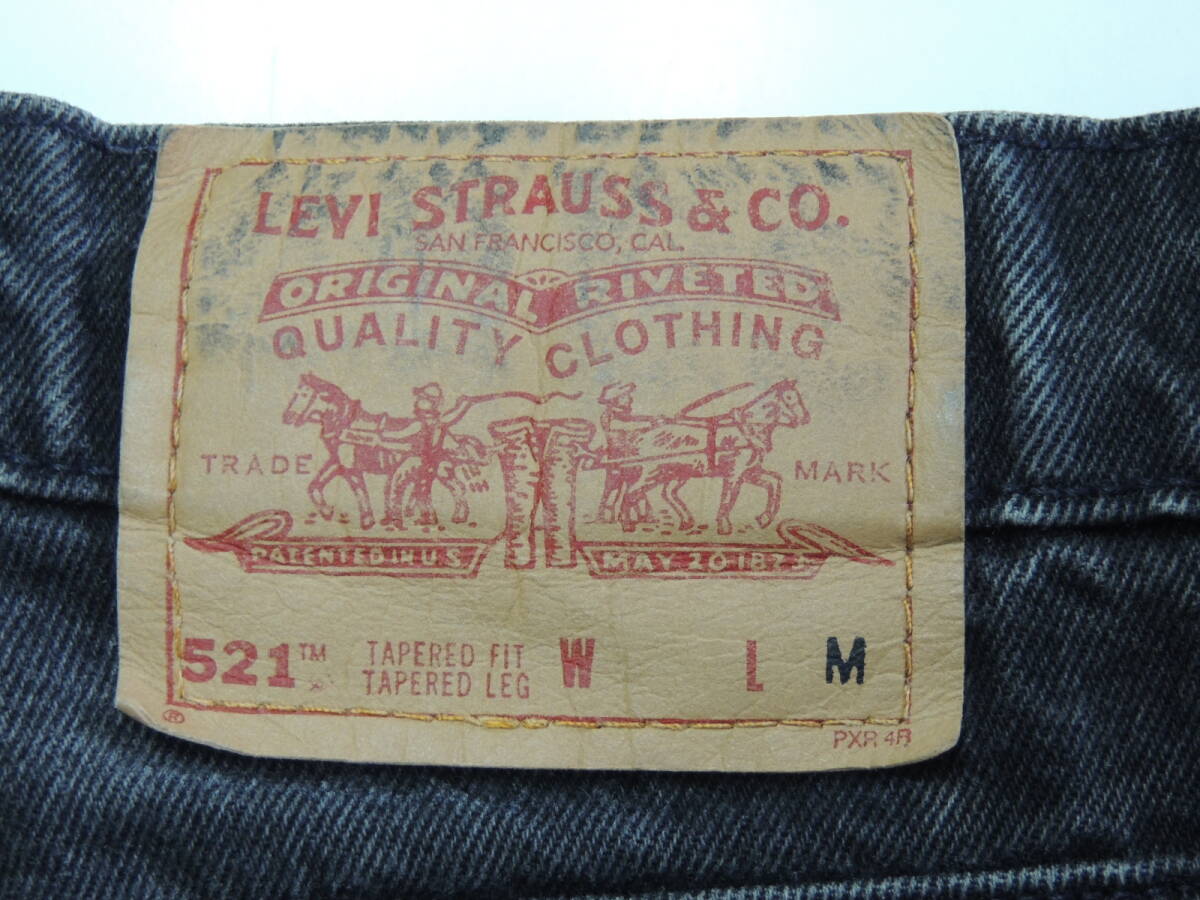 LEVI STRAUSS & CO.
SAN FRANCISCO, CAL.
ORIGINAL RIVETED
QUALITY CLOTHING
TRADE MARK
PATENTED IN U.S. MAY 20 1873
521™ TAPERED FIT W L M
TAPERED LEG
®
PXR 4R